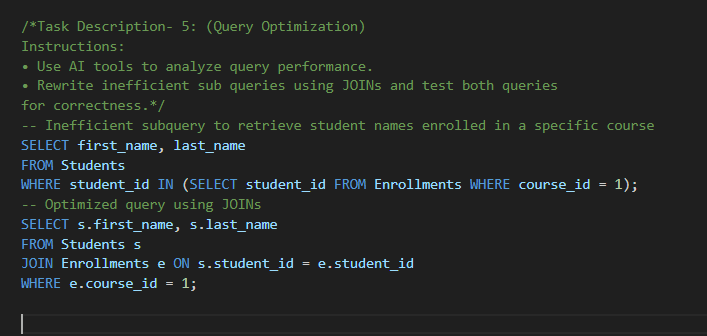 /*Task Description- 5: (Query Optimization)
Instructions:
• Use AI tools to analyze query performance.
• Rewrite inefficient sub queries using JOINs and test both queries
for correctness.*/
-- Inefficient subquery to retrieve student names enrolled in a specific course
SELECT first_name, last_name
FROM Students
WHERE student_id IN (SELECT student_id FROM Enrollments WHERE course_id = 1);
-- Optimized query using JOINs
SELECT s.first_name, s.last_name
FROM Students s
JOIN Enrollments e ON s.student_id = e.student_id
WHERE e.course_id = 1;